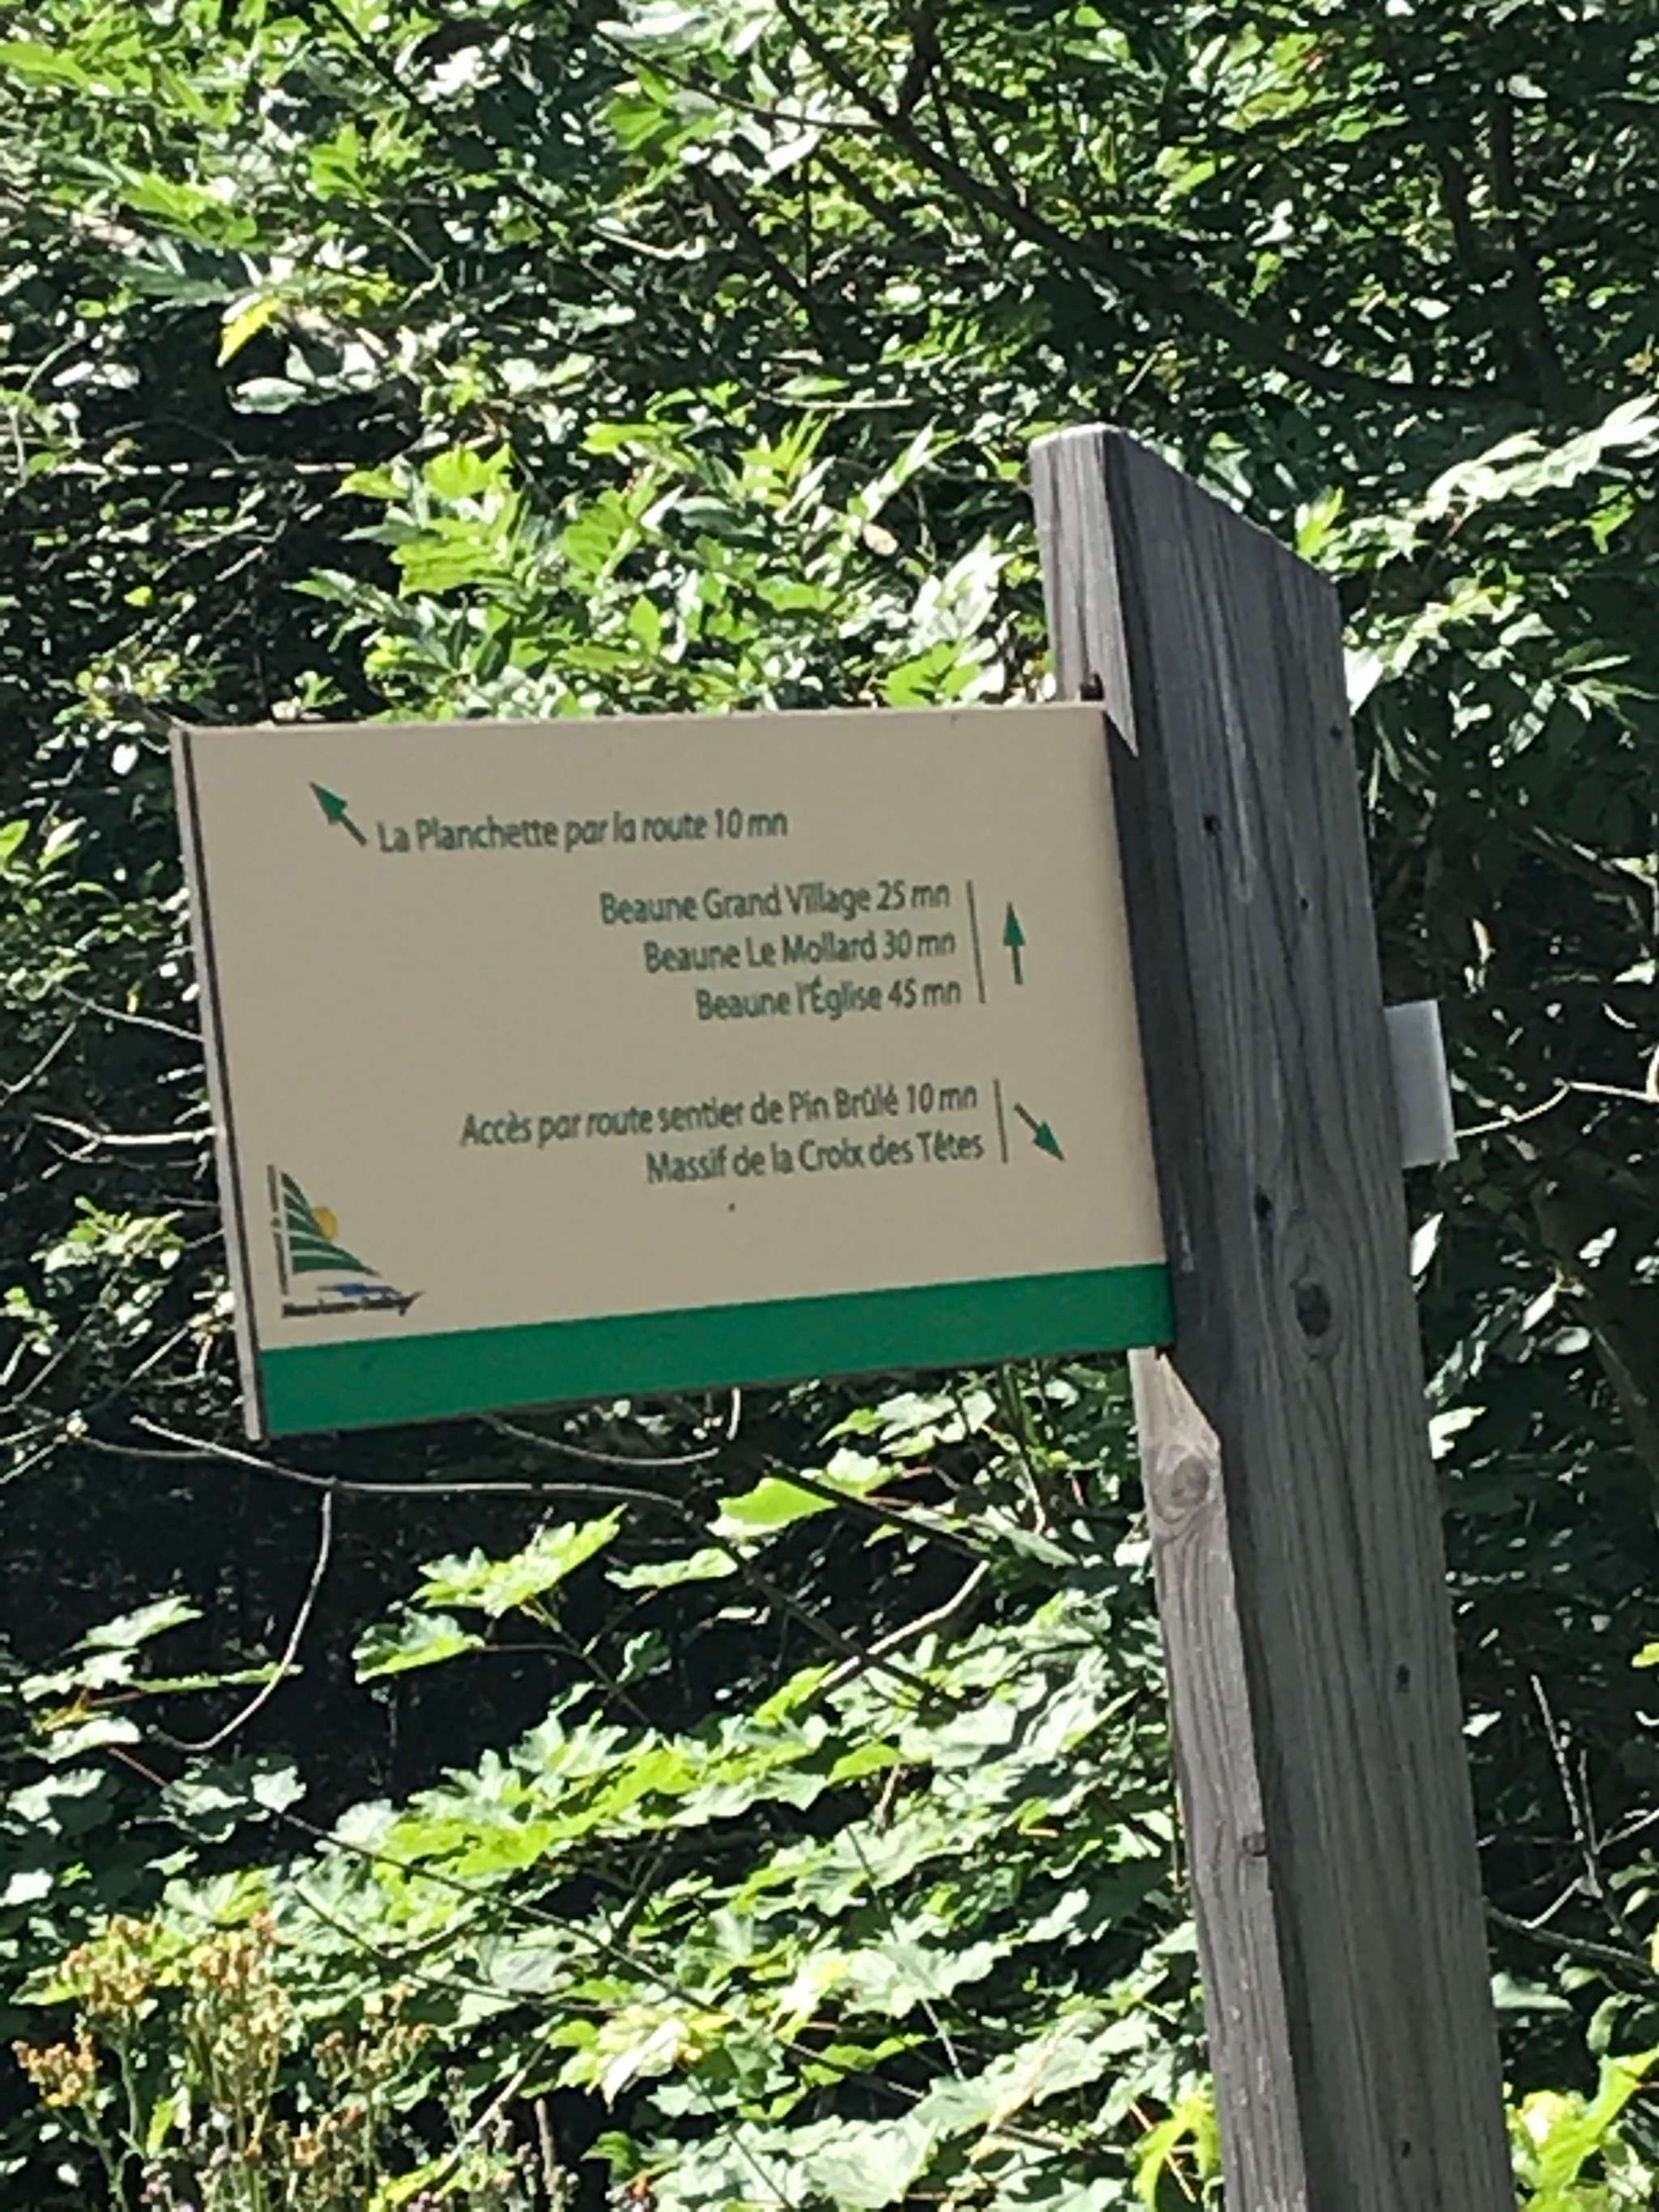 La Planchette par la route 10 mn
Beaune Grand Village 25 mn
Beaune Le Mollard 30 mn
Beaune l'Église 45 mn
Accès par route sentier de Pin Brûlé 10 mn
Massif de la Croix des Têtes